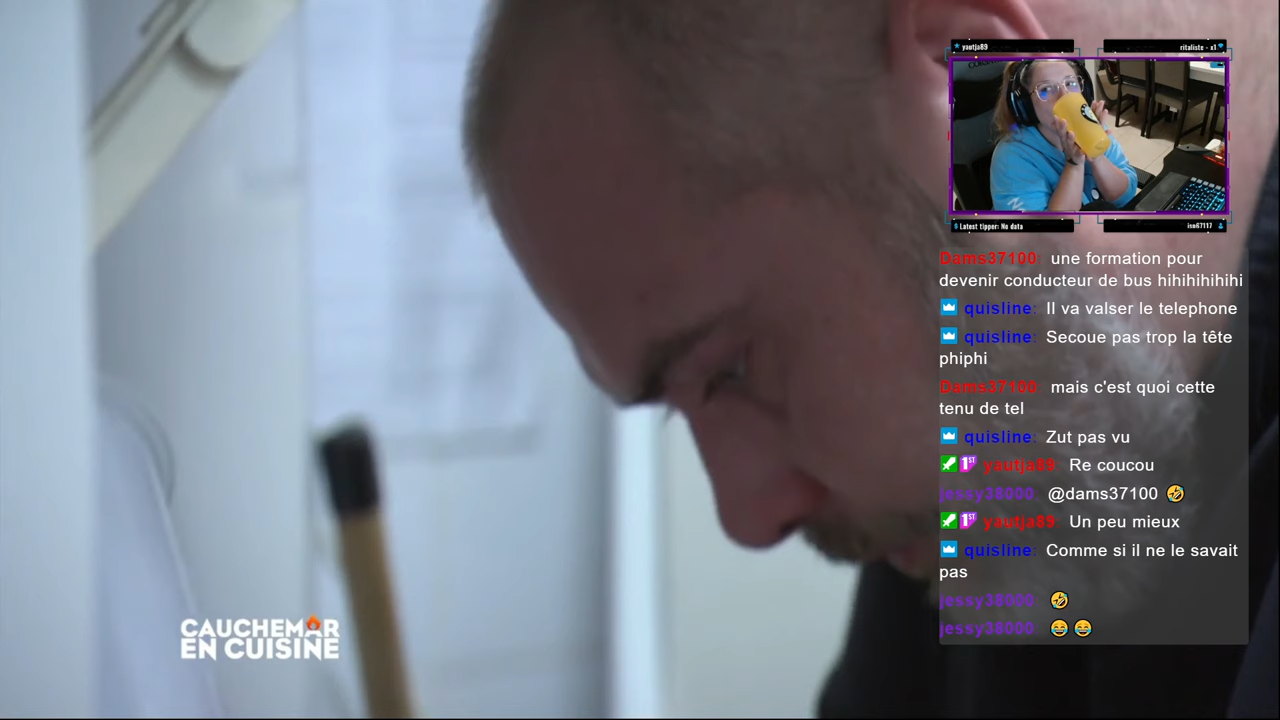 yautja89
ritaliste - x1
Latest tipper: No data
isa67117
Dams37100: une formation pour
devenir conducteur de bus hihihihihihi
quisline: Il va valser le telephone
quisline: Secoue pas trop la tête
phiphi
Dams37100: mais c'est quoi cette
tenu de tel
quisline: Zut pas vu
1ST yautja89: Re coucou
jessy38000: @dams37100 🤣
1ST yautja89: Un peu mieux
quisline: Comme si il ne le savait
pas
jessy38000: 🤣
jessy38000: 😂 😂
CAUCHEMAR
EN CUISINE